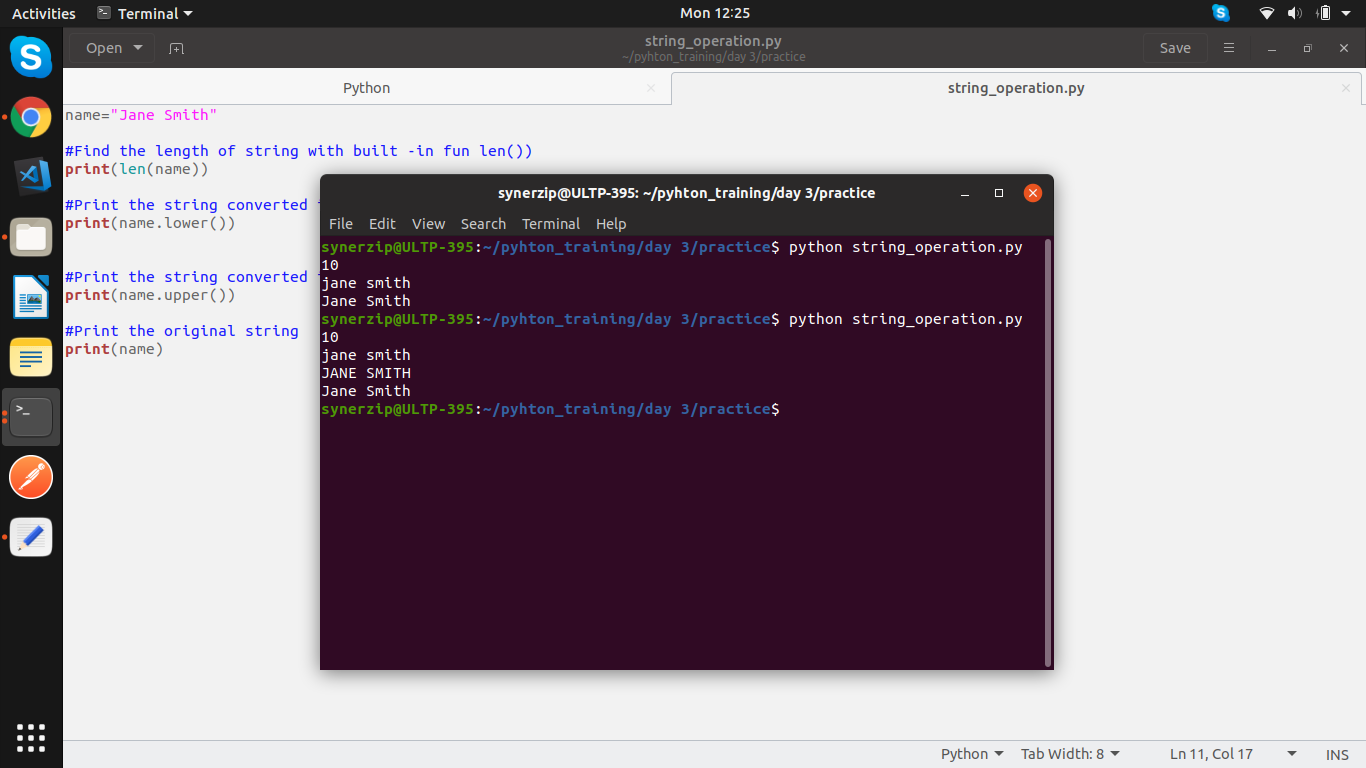 Activities Terminal Mon 12:25
Open string_operation.py Save
~/pyhton_training/day 3/practice
Python string_operation.py
name="Jane Smith"
#Find the length of string with built -in fun len())
print(len(name))
#Print the string converted
print(name.lower())
#Print the string converted
print(name.upper())
#Print the original string
print(name)
synerzip@ULTP-395: ~/pyhton_training/day 3/practice
File Edit View Search Terminal Help
synerzip@ULTP-395:~/pyhton_training/day 3/practice$ python string_operation.py
10
jane smith
Jane Smith
synerzip@ULTP-395:~/pyhton_training/day 3/practice$ python string_operation.py
10
jane smith
JANE SMITH
Jane Smith
synerzip@ULTP-395:~/pyhton_training/day 3/practice$
Python Tab Width: 8 Ln 11, Col 17 INS